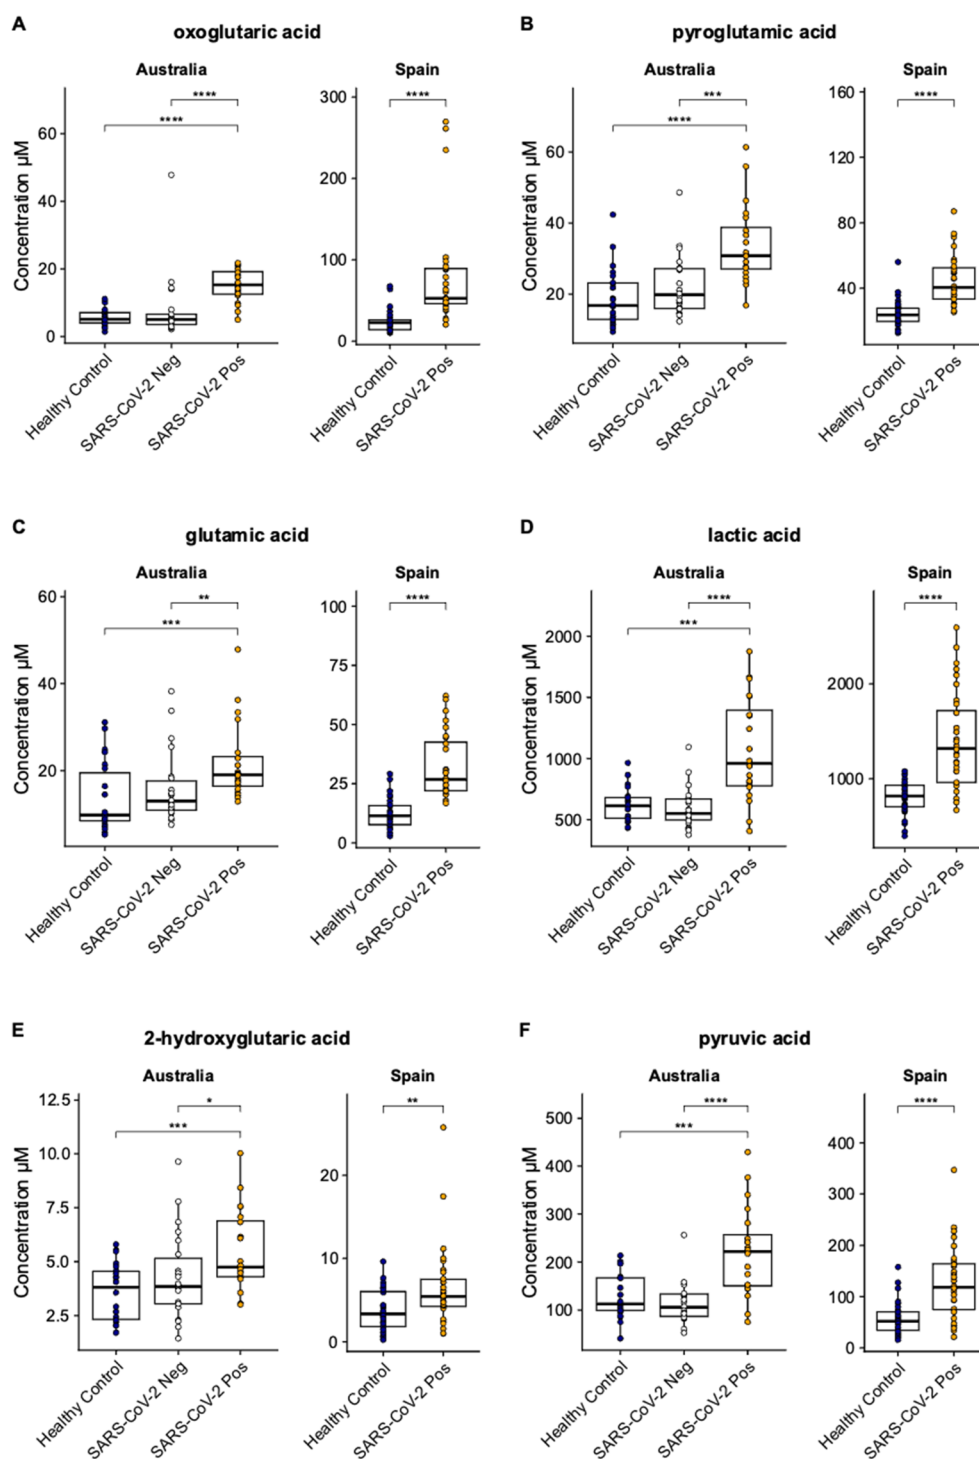 A
oxoglutaric acid
Australia
Spain
Concentration µM
60
40
20
0
****
****
Healthy Control
SARS-CoV-2 Neg
SARS-CoV-2 Pos
300
200
100
0
****
Healthy Control
SARS-CoV-2 Pos
B
pyroglutamic acid
Australia
Spain
Concentration µM
60
40
20
***
****
Healthy Control
SARS-CoV-2 Neg
SARS-CoV-2 Pos
160
120
80
40
****
Healthy Control
SARS-CoV-2 Pos
C
glutamic acid
Australia
Spain
Concentration µM
60
40
20
**
***
Healthy Control
SARS-CoV-2 Neg
SARS-CoV-2 Pos
100
75
50
25
0
****
Healthy Control
SARS-CoV-2 Pos
D
lactic acid
Australia
Spain
Concentration µM
2000
1500
1000
500
****
***
Healthy Control
SARS-CoV-2 Neg
SARS-CoV-2 Pos
2000
1000
****
Healthy Control
SARS-CoV-2 Pos
E
2-hydroxyglutaric acid
Australia
Spain
Concentration µM
12.5
10.0
7.5
5.0
2.5
*
***
Healthy Control
SARS-CoV-2 Neg
SARS-CoV-2 Pos
20
10
0
**
Healthy Control
SARS-CoV-2 Pos
F
pyruvic acid
Australia
Spain
Concentration µM
500
400
300
200
100
****
***
Healthy Control
SARS-CoV-2 Neg
SARS-CoV-2 Pos
400
300
200
100
0
****
Healthy Control
SARS-CoV-2 Pos